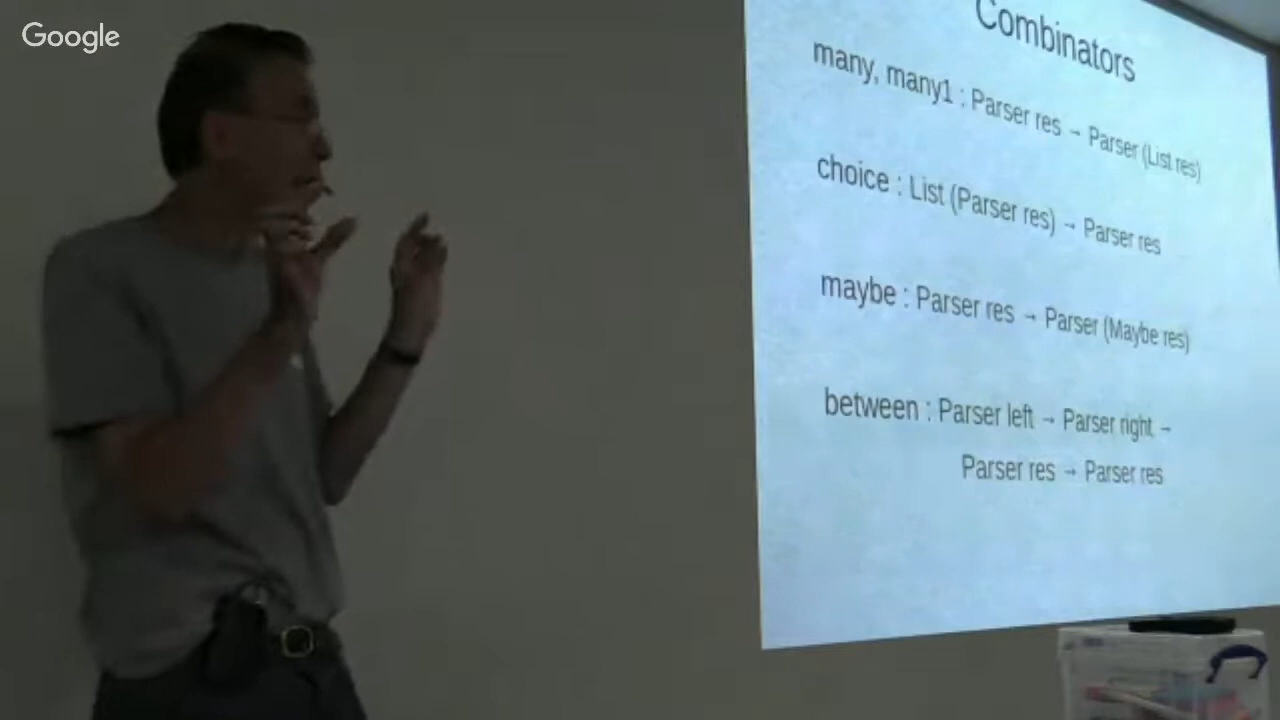 Google
Combinators
many, many1 : Parser res → Parser (List res)
choice : List (Parser res) → Parser res
maybe : Parser res → Parser (Maybe res)
between : Parser left → Parser right →
Parser res → Parser res